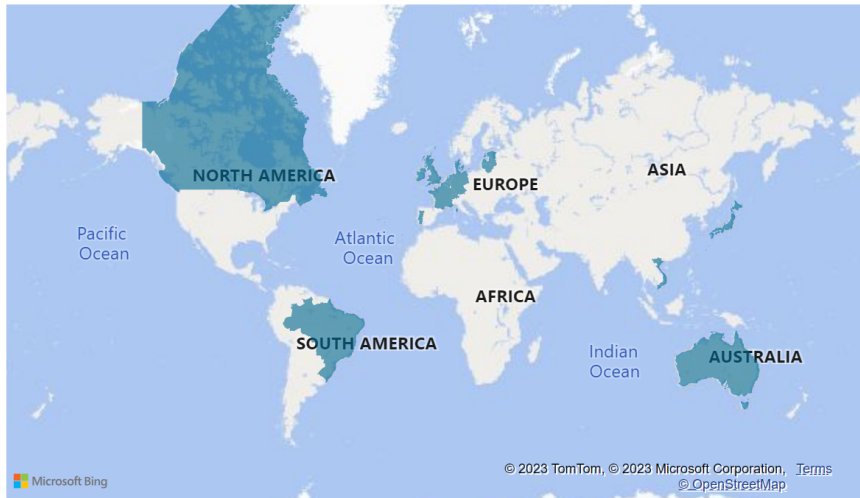 ASIA
NORTH AMERICA
EUROPE
Pacific
Ocean
Atlantic
Ocean
AFRICA
SOUTH AMERICA
Indian
Ocean
AUSTRALIA
© 2023 TomTom, © 2023 Microsoft Corporation, Terms
© OpenStreetMap
Microsoft Bing